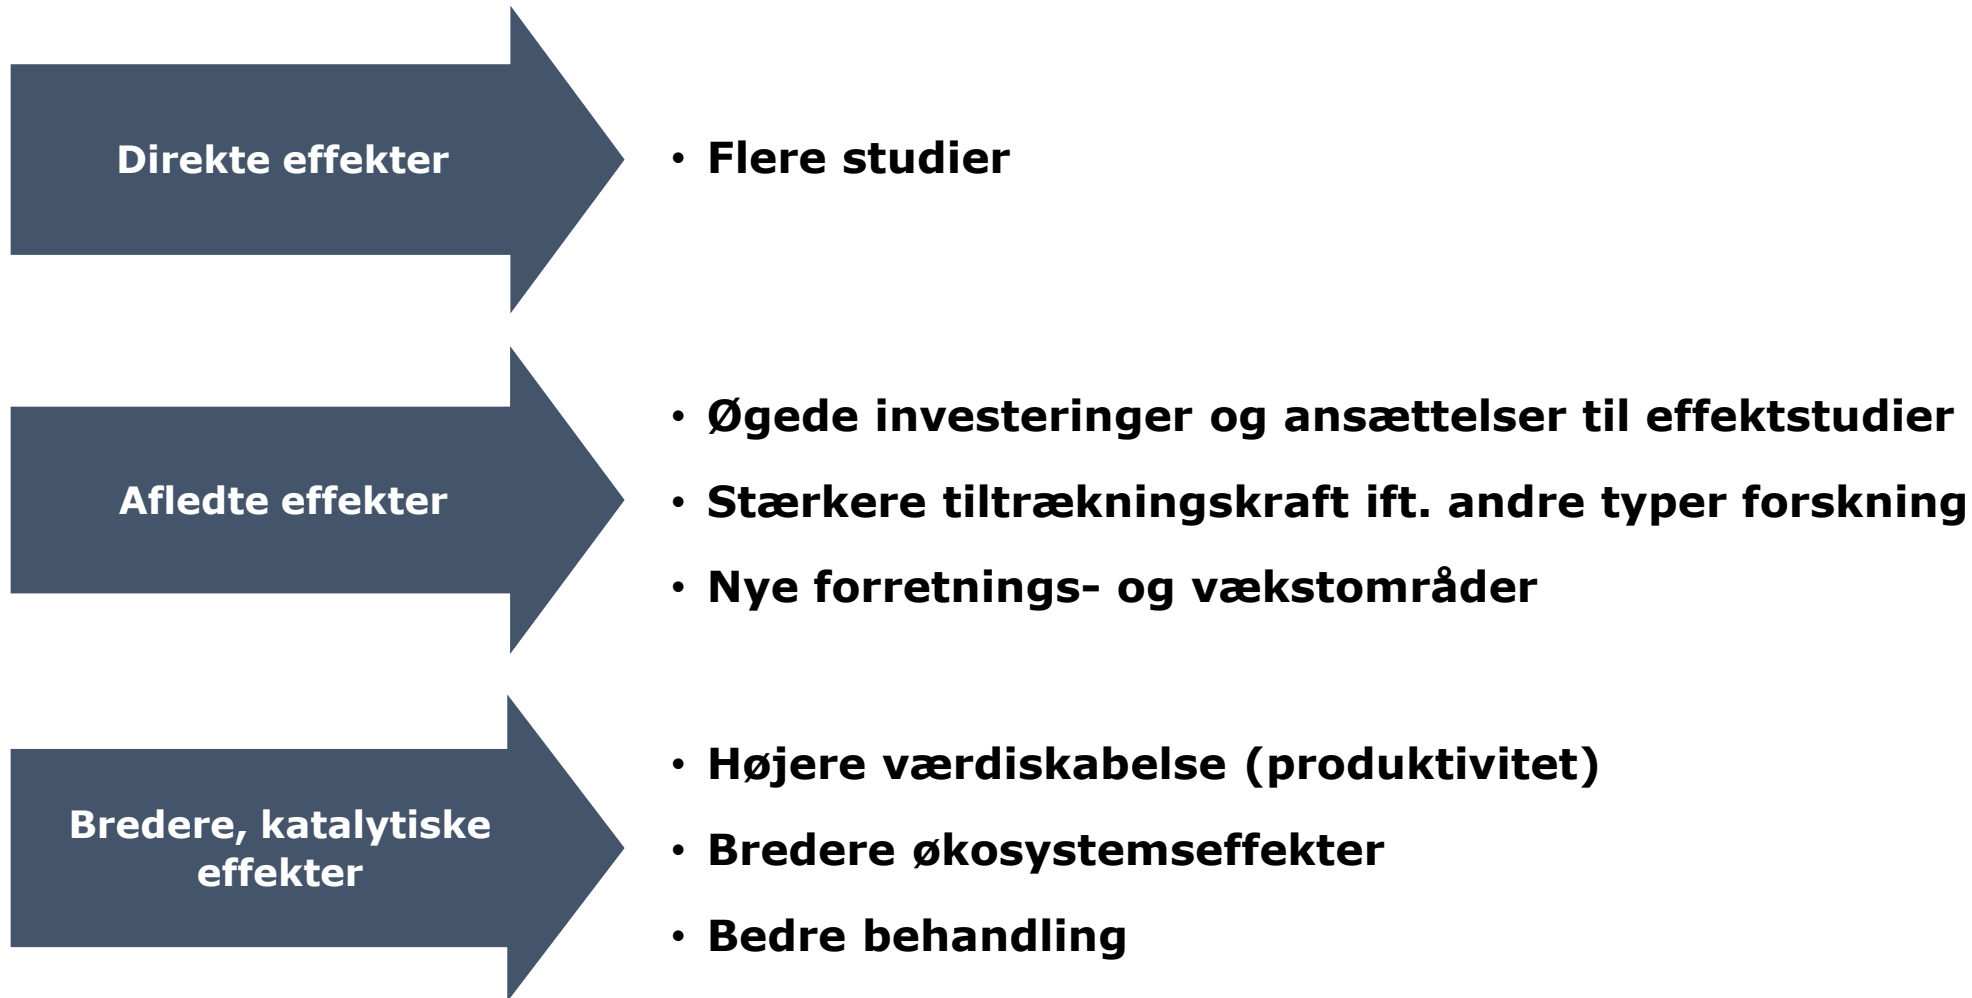 Direkte effekter
• Flere studier
Afledte effekter
• Øgede investeringer og ansættelser til effektstudier
• Stærkere tiltrækningskraft ift. andre typer forskning
• Nye forretnings- og vækstområder
Bredere, katalytiske
effekter
• Højere værdiskabelse (produktivitet)
• Bredere økosystemseffekter
• Bedre behandling